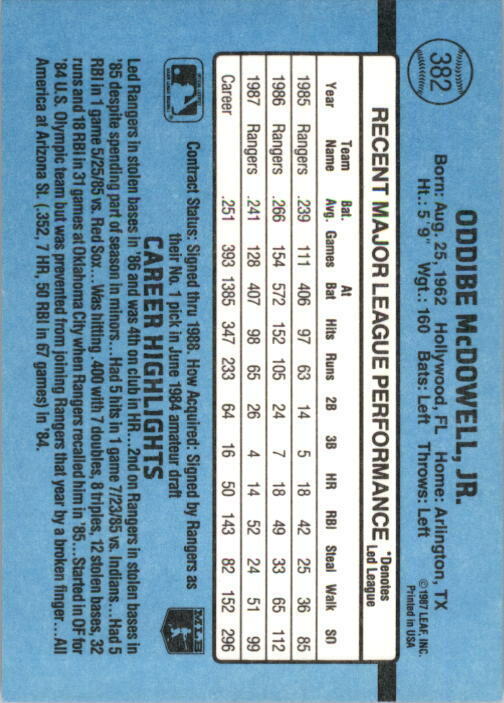 382
ODDIBE McDOWELL, JR.
Born: Aug. 25, 1962 Hollywood, FL Home: Arlington, TX
Ht.: 5 '9" Wgt.: 160 Bats: Left Throws: Left
©1987 LEAF, INC.
Printed in USA
RECENT MAJOR LEAGUE PERFORMANCE *Denotes Led League
Year Team Name Bat. Avg. Games At Bat Hits Runs 2B 3B HR RBI Steal Walk SO
1985 Rangers .239 111 406 97 63 14 5 18 42 25 36 85
1986 Rangers .266 154 572 152 105 24 7 18 49 33 65 112
1987 Rangers .241 128 407 98 65 26 4 14 52 24 51 99
Career .251 393 1385 347 233 64 16 50 143 82 152 296
Contract Status: Signed thru 1988. How Acquired: Signed by Rangers as
their No. 1 pick in June 1984 amateur draft
MLB
CAREER HIGHLIGHTS
Led Rangers in stolen bases in '86 and was 4th on club in HR...2nd on Rangers in stolen bases in
'85 despite spending part of season in minors...Had 5 hits in 1 game 7/23/85 vs. Indians...Had 5
RBI in 1 game 5/25/85 vs. Red Sox...Was hitting .400 with 7 doubles, 8 triples, 12 stolen bases, 32
runs and 18 RBI in 31 games at Oklahoma City when Rangers recalled him in '85...Started in OF for
'84 U.S. Olympic team but was prevented from joining Rangers that year by a broken finger...All
America at Arizona St. (.352, 7 HR, 50 RBI in 67 games) in '84.